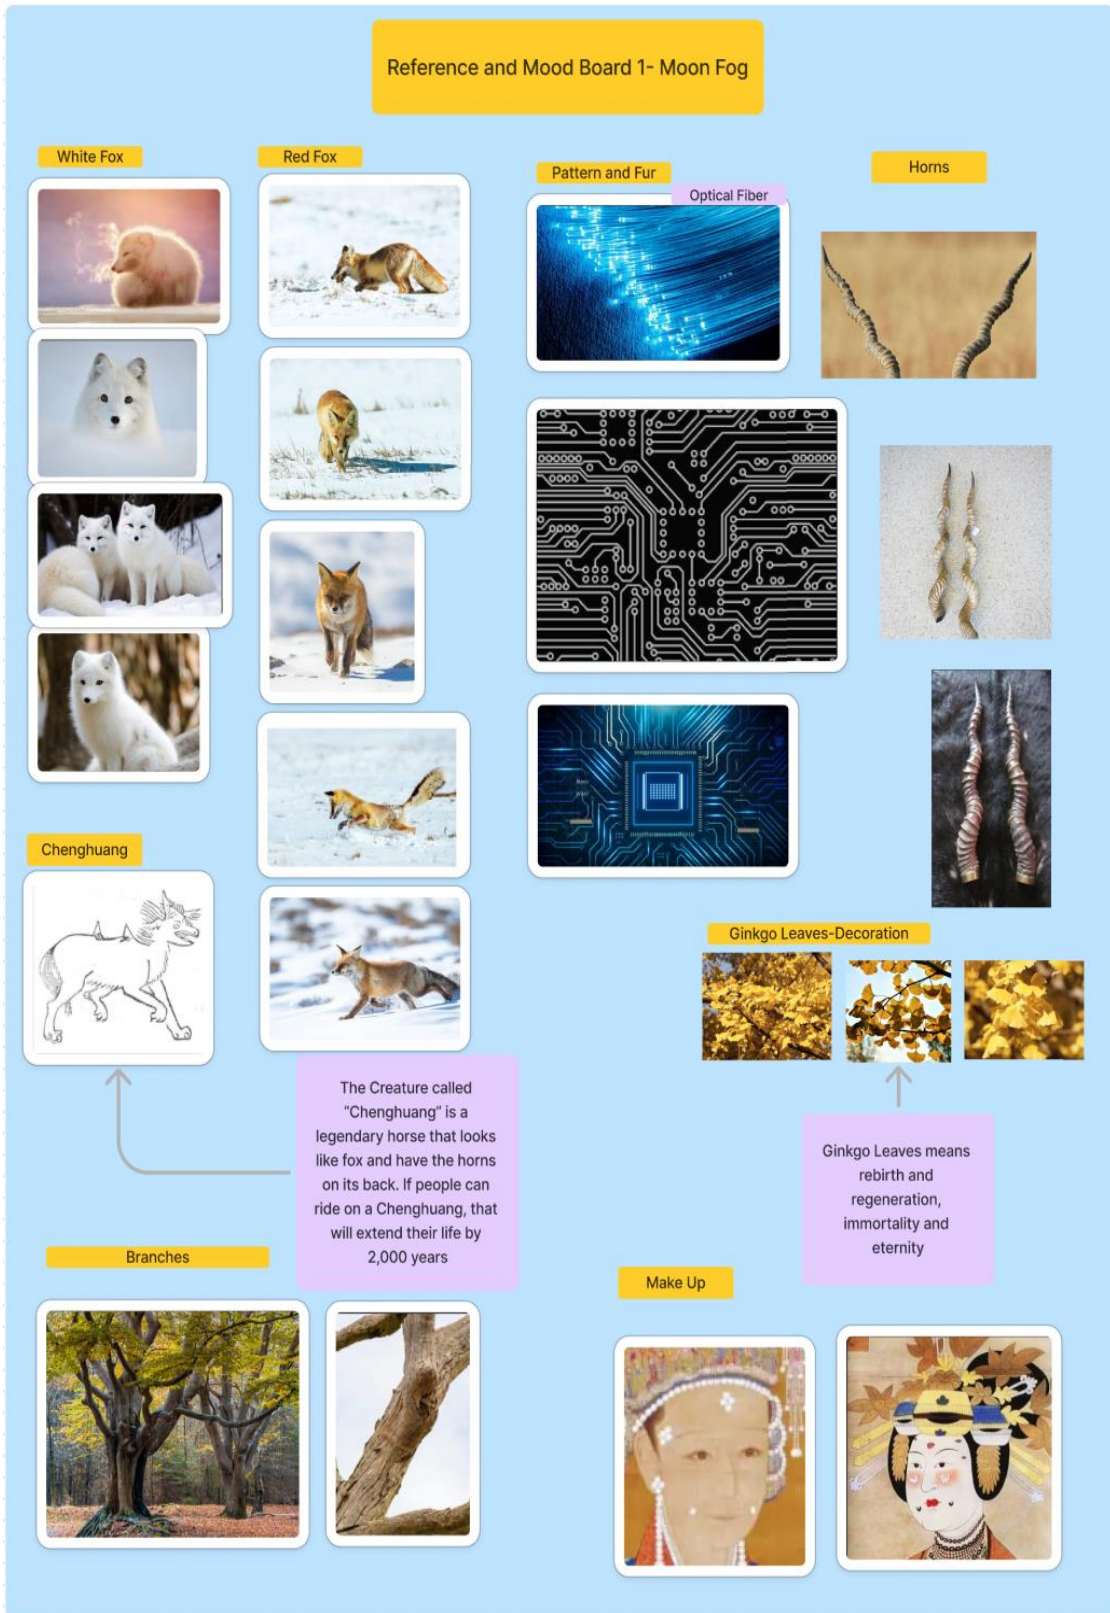 Reference and Mood Board 1- Moon Fog
White Fox
Red Fox
Pattern and Fur
Optical Fiber
Horns
Chenghuang
Ginkgo Leaves-Decoration
The Creature called
"Chenghuang" is a
legendary horse that looks
like fox and have the horns
on its back. If people can
ride on a Chenghuang, that
will extend their life by
2,000 years
Ginkgo Leaves means
rebirth and
regeneration,
immortality and
eternity
Branches
Make Up